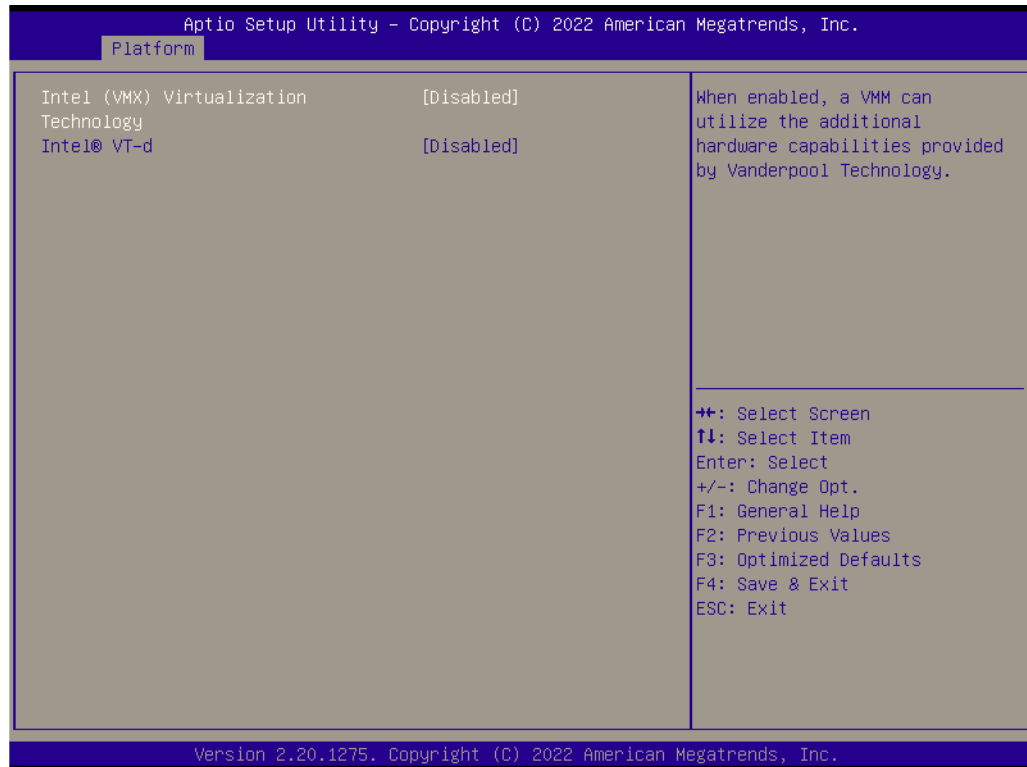 Aptio Setup Utility – Copyright (C) 2022 American Megatrends, Inc.
Platform
Intel (VMX) Virtualization [Disabled]
Technology
Intel® VT-d [Disabled]
When enabled, a VMM can
utilize the additional
hardware capabilities provided
by Vanderpool Technology.
→←: Select Screen
↑↓: Select Item
Enter: Select
+/-: Change Opt.
F1: General Help
F2: Previous Values
F3: Optimized Defaults
F4: Save & Exit
ESC: Exit
Version 2.20.1275. Copyright (C) 2022 American Megatrends, Inc.